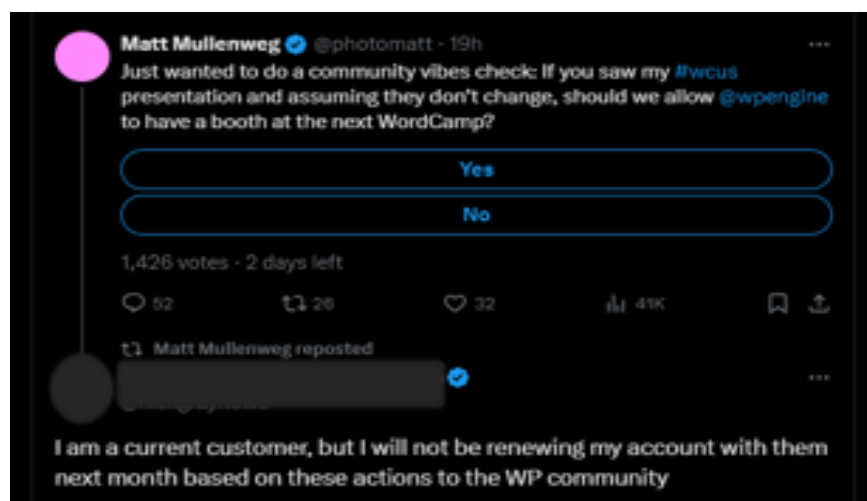 Matt Mullenweg @photomatt · 19h
Just wanted to do a community vibes check: If you saw my #wcus
presentation and assuming they don't change, should we allow @wpengine
to have a booth at the next WordCamp?
Yes
No
1,426 votes · 2 days left
52 26 32 41K
Matt Mullenweg reposted
I am a current customer, but I will not be renewing my account with them
next month based on these actions to the WP community